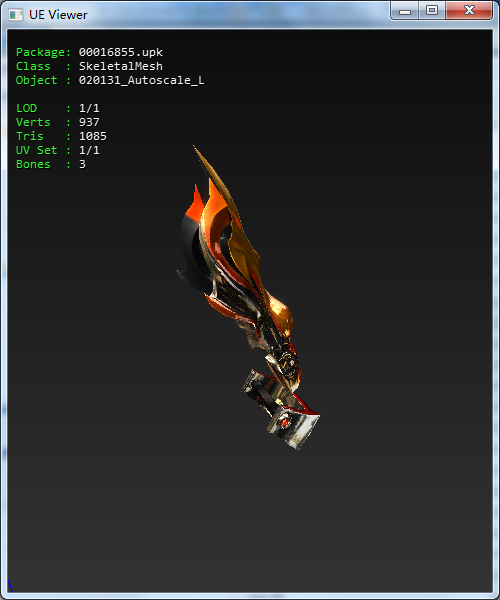 UE Viewer
Package: 00016855.upk
Class : SkeletalMesh
Object : 020131_Autoscale_L
LOD : 1/1
Verts : 937
Tris : 1085
UV Set : 1/1
Bones : 3